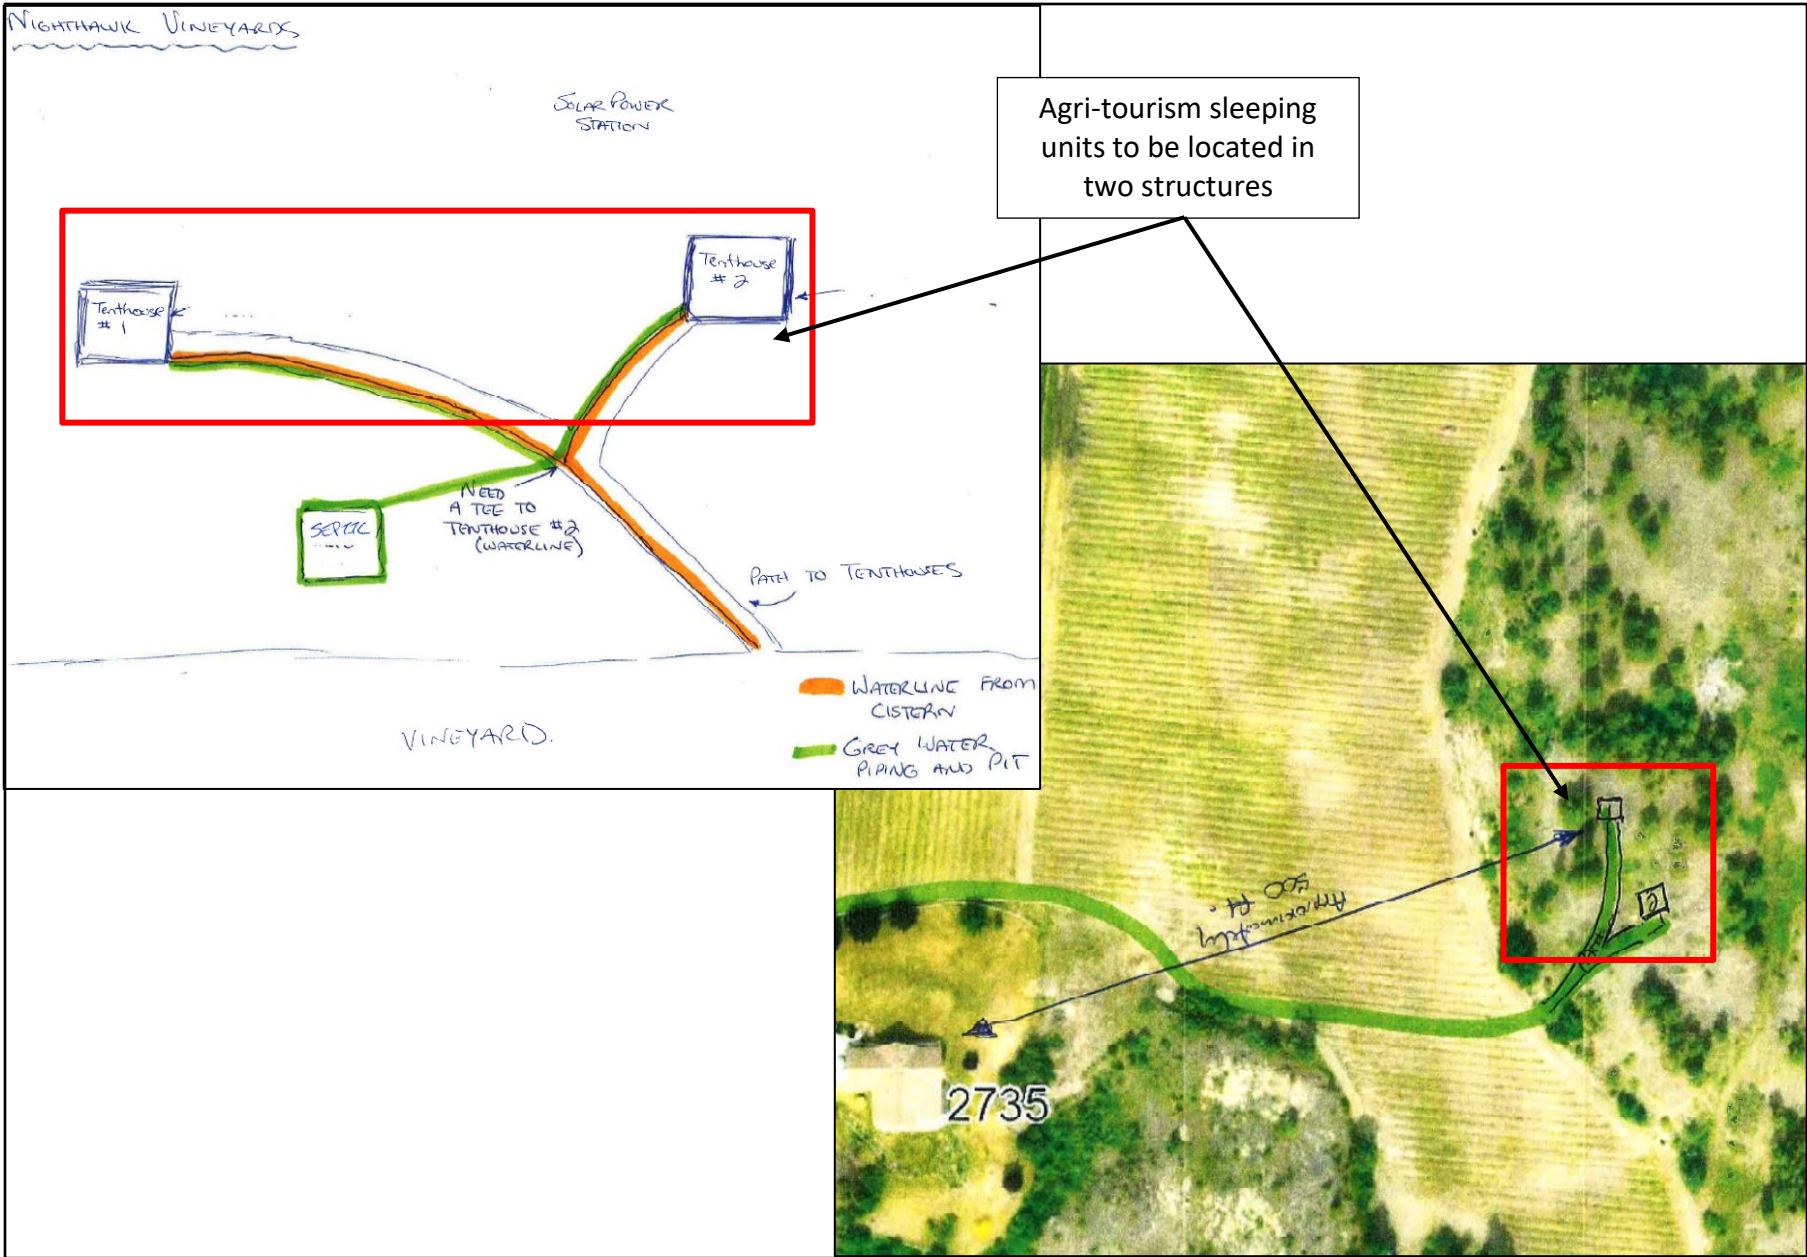 NIGHTHAWK VINEYARDS
SOLAR POWER
STATION
Agri-tourism sleeping
units to be located in
two structures
Tenthouse
# 2
Tenthouse
# 1
NEED
A TEE TO
TENTHOUSE #2
(WATERLINE)
SEPTIC
PATH TO TENTHOUSES
WATERLINE FROM
CISTERN
VINEYARD.
GREY WATER
PIPING AND PIT
1
2
Approximately
500 ft.
2735